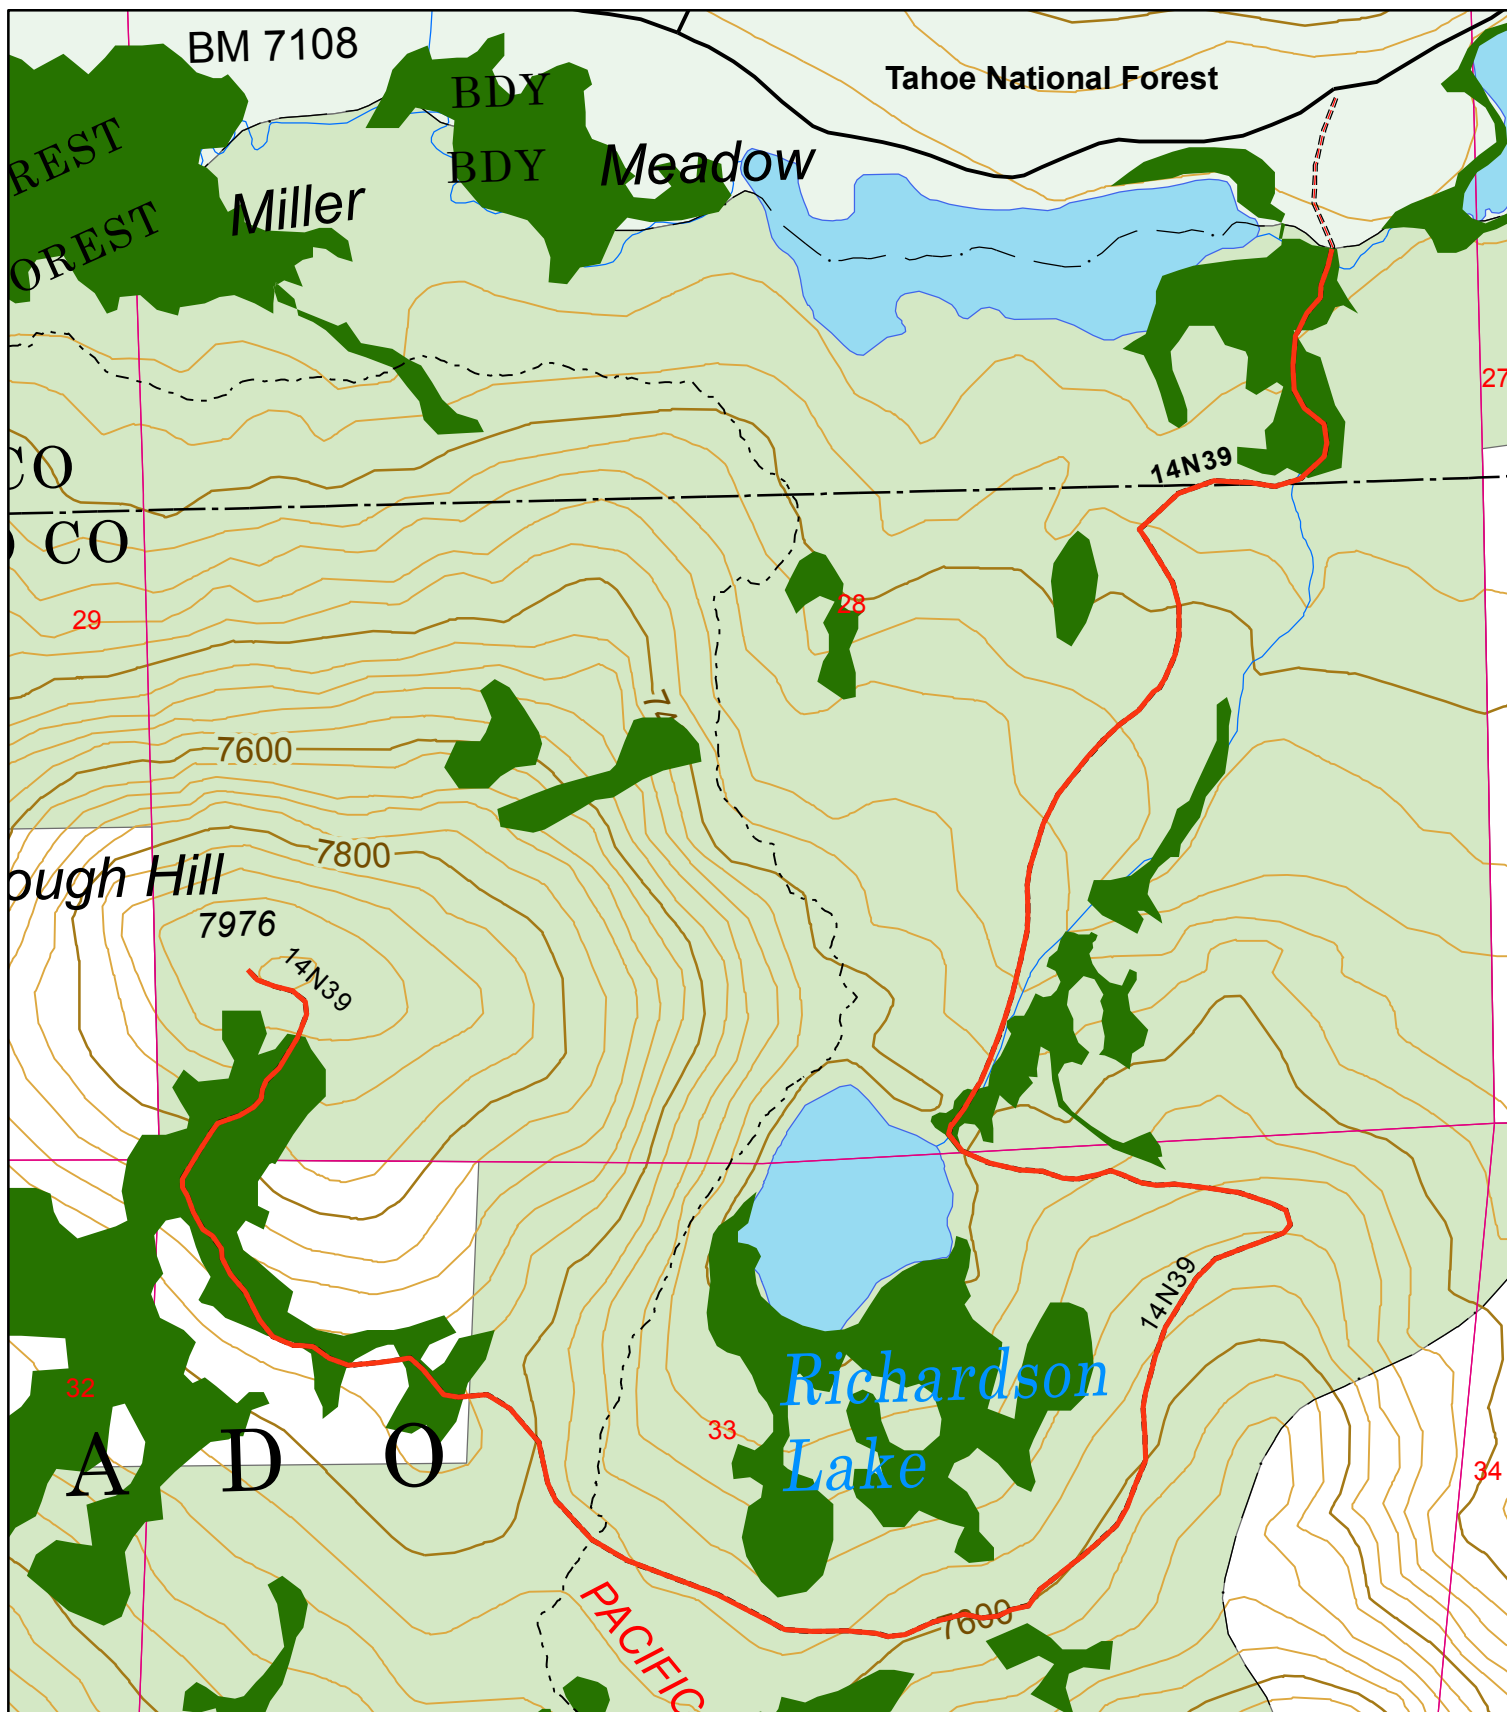 BM 7108
BDY
Tahoe National Forest
REST
BDY
Meadow
Miller
OREST
27
CO
14N39
CO
28
29
7600
7800
ough Hill
7976
14N39
14N39
Richardson
32
33
A D O
Lake
34
PACIFIC
7600